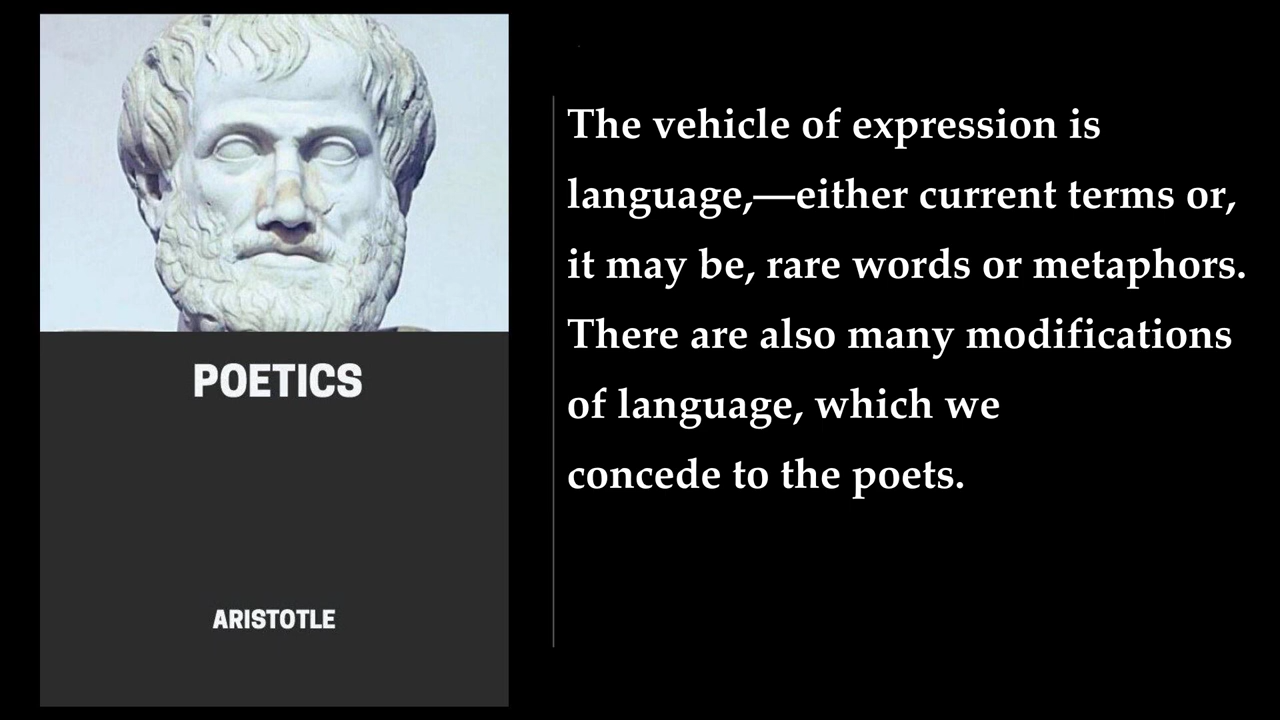 POETICS
ARISTOTLE
The vehicle of expression is
language,—either current terms or,
it may be, rare words or metaphors.
There are also many modifications
of language, which we
concede to the poets.